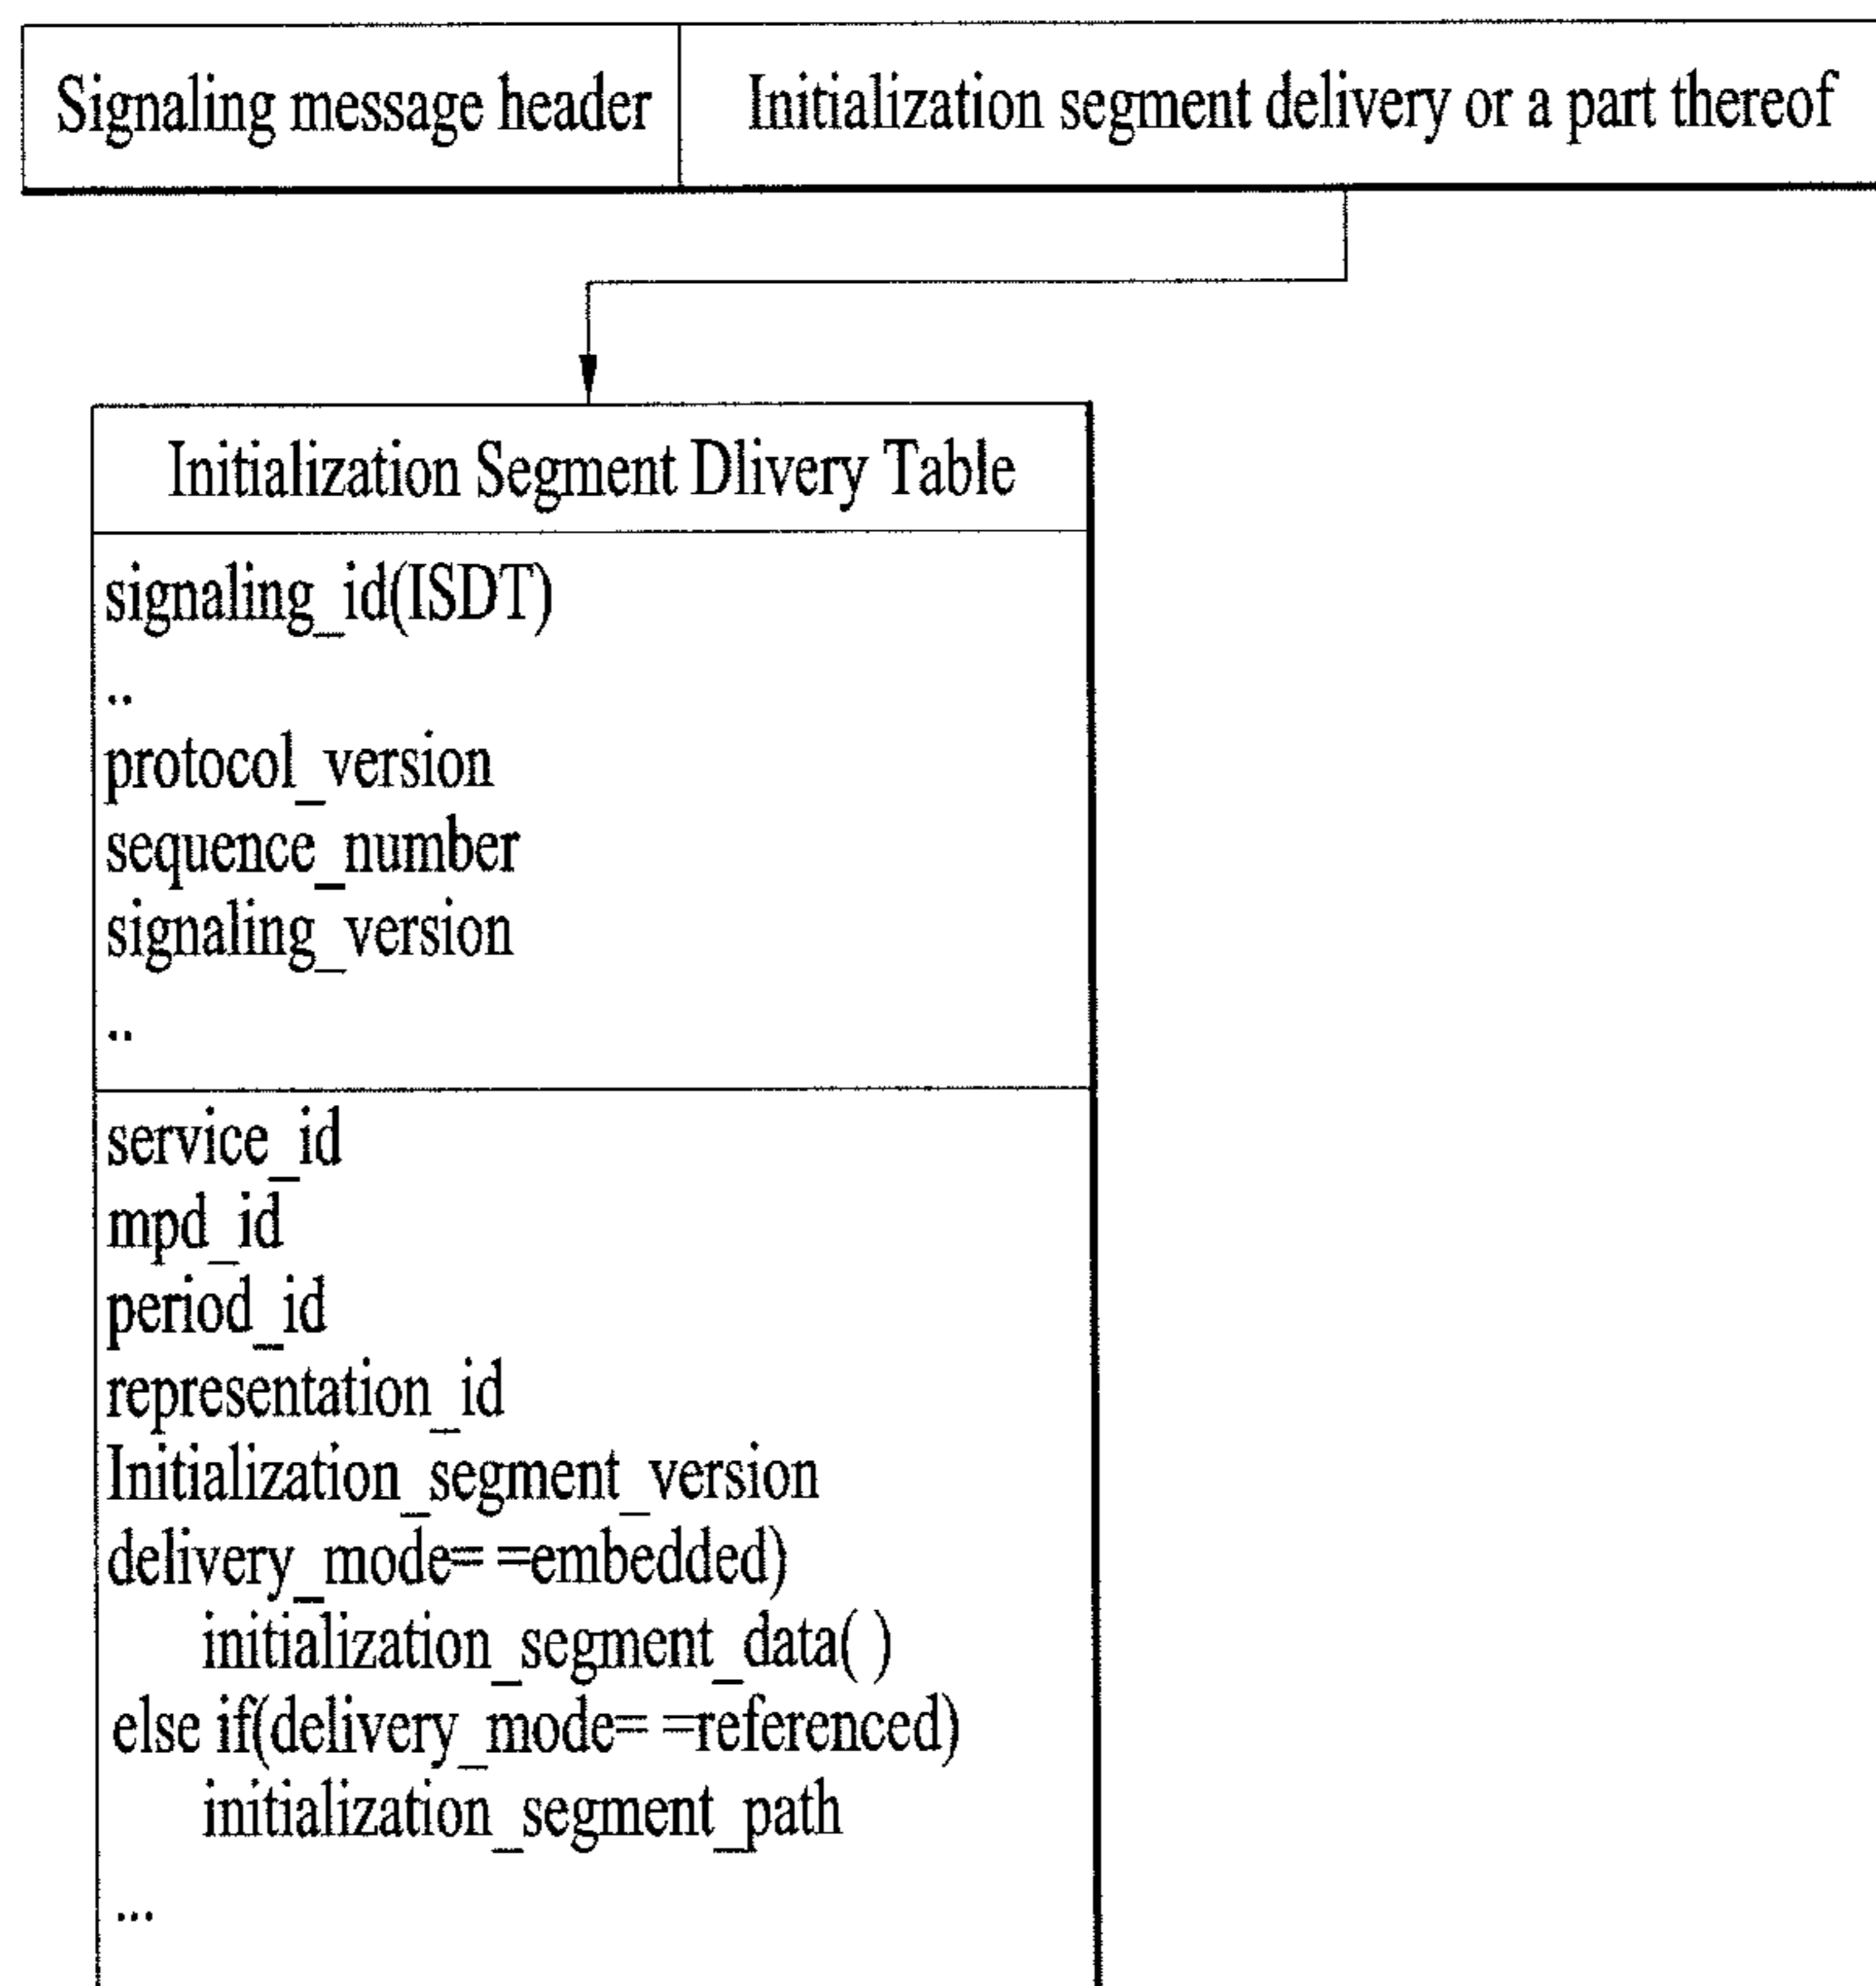 Signaling message header
Initialization segment delivery or a part thereof
Initialization Segment Dlivery Table
signaling_id(ISDT)
..
protocol_version
sequence_number
signaling_version
..
service_id
mpd_id
period_id
representation_id
Initialization_segment_version
delivery_mode= =embedded)
initialization_segment_data( )
else if(delivery_mode= =referenced)
initialization_segment_path
...